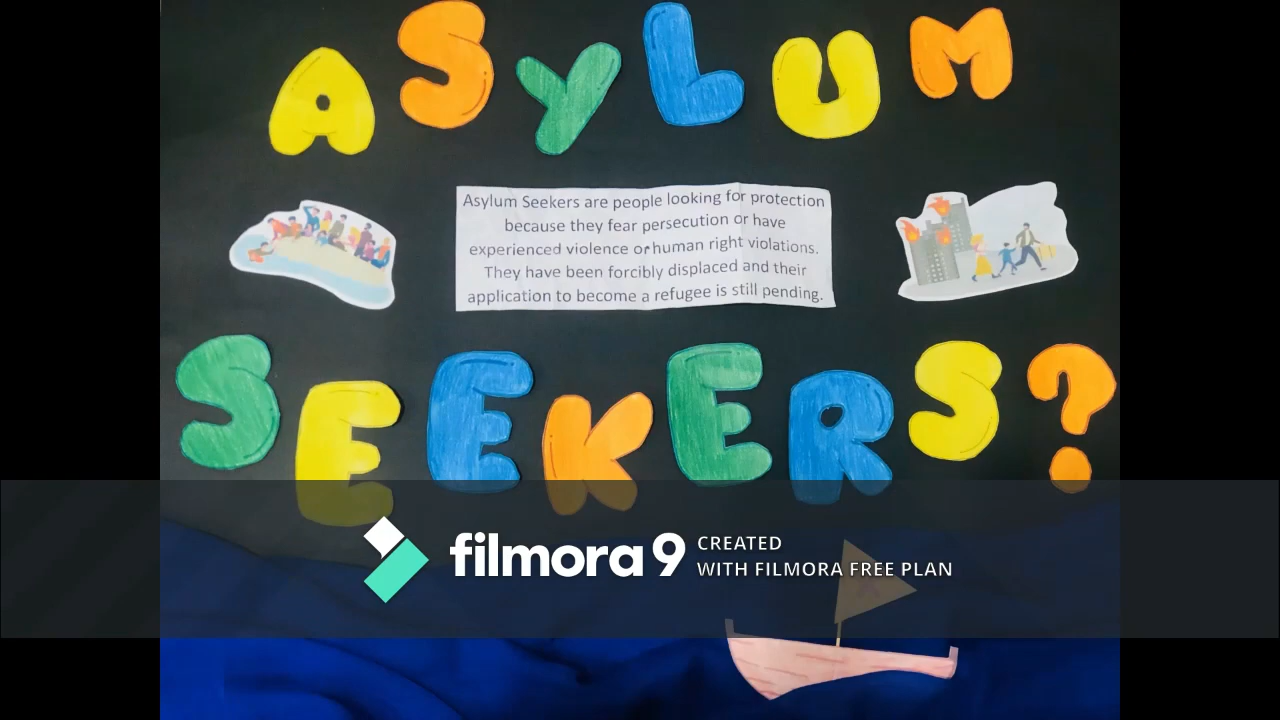 ASYLUM
Asylum Seekers are people looking for protection
because they fear persecution or have
experienced violence or human right violations.
They have been forcibly displaced and their
application to become a refugee is still pending.
SEEKERS?
filmora 9
CREATED
WITH FILMORA FREE PLAN